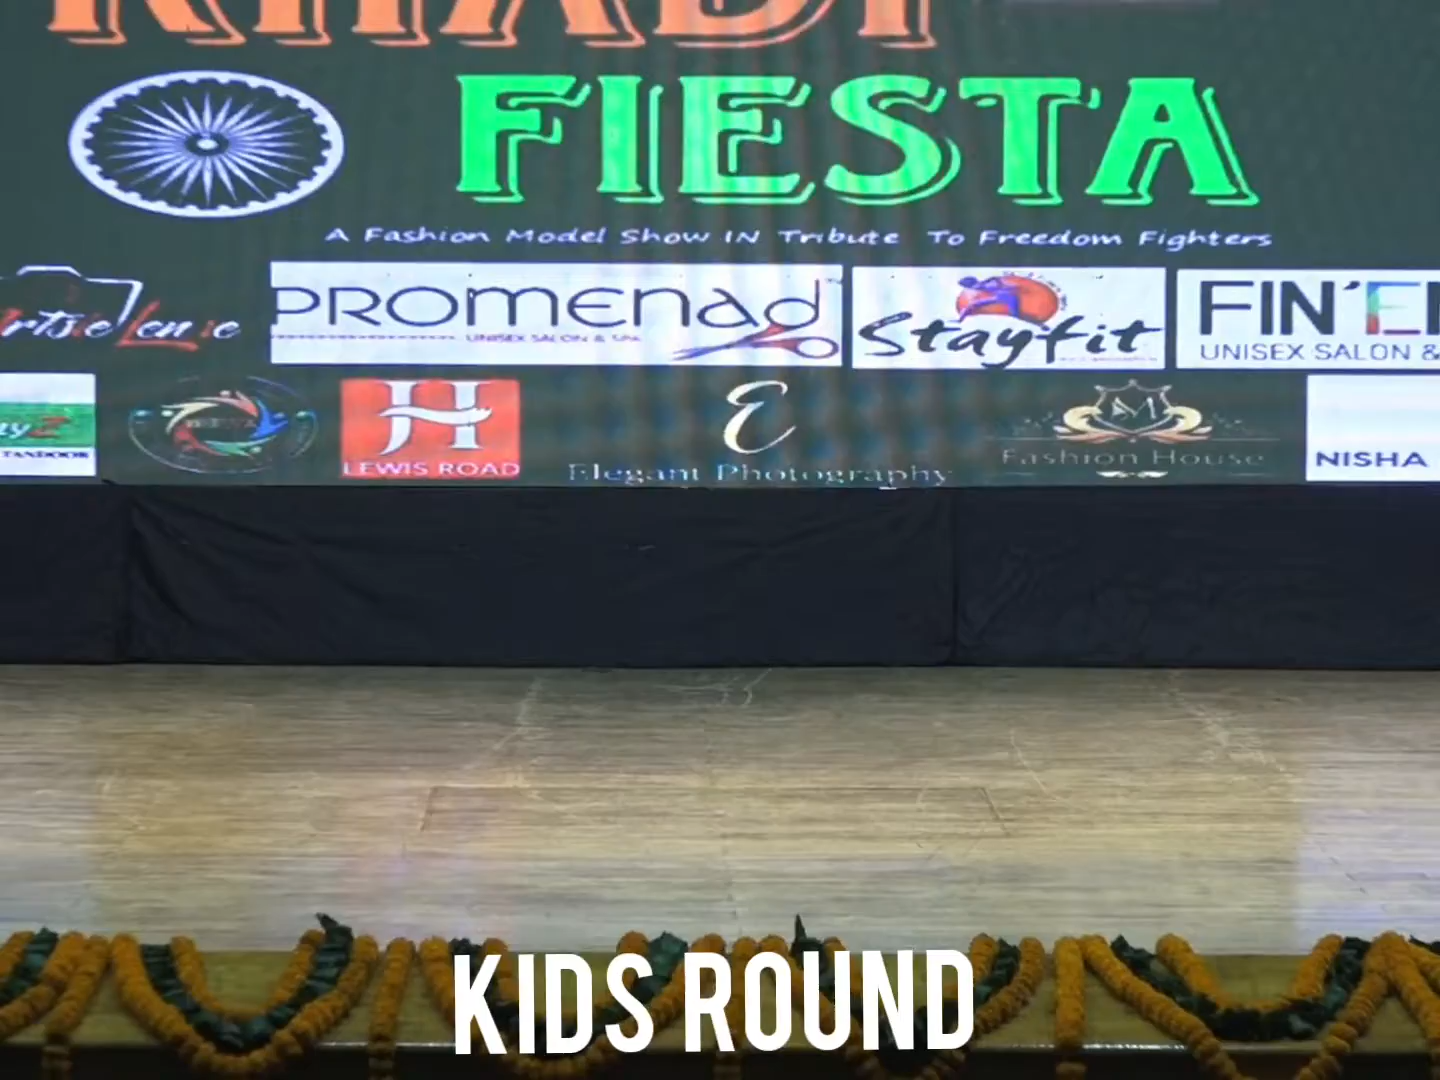 KHADI
FIESTA
A Fashion Model Show IN Tribute To Freedom Fighters
PROMENAD
UNISEX SALON & SPA
Stayfit
FIN'E
UNISEX SALON &
TANDOOR
H
LEWIS ROAD
E
Elegant Photography
M
Fashion House
NISHA
KIDS ROUND